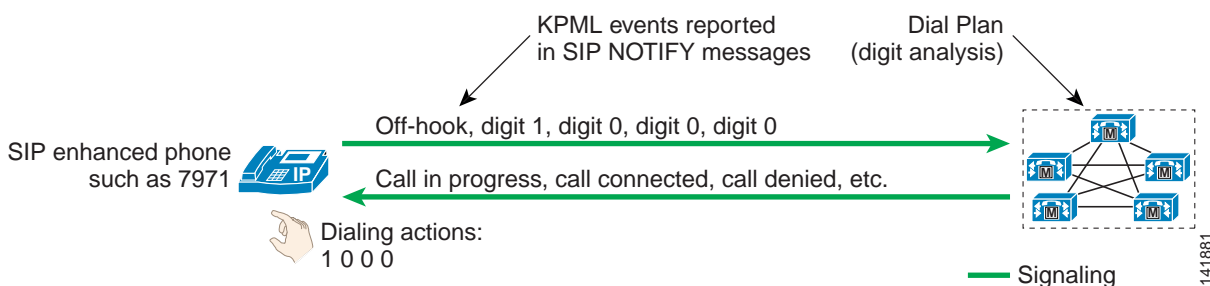 KPML events reported
in SIP NOTIFY messages
Dial Plan
(digit analysis)
Off-hook, digit 1, digit 0, digit 0, digit 0
SIP enhanced phone
such as 7971
IP
Call in progress, call connected, call denied, etc.
M
M
M
M
M
Dialing actions:
1 0 0 0
Signaling
141881